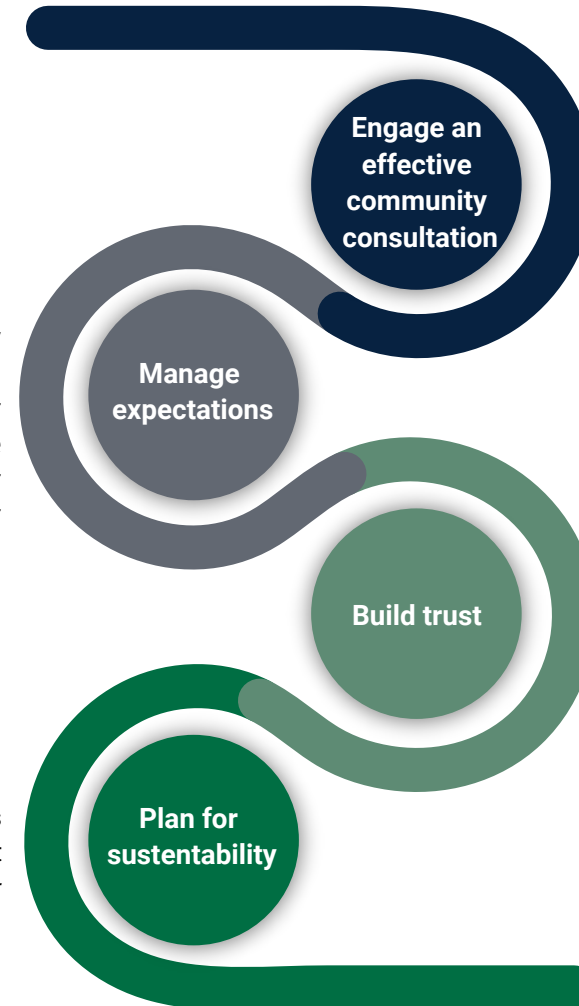 Engage an
effective
community
consultation
Manage
expectations
Build trust
Plan for
sustentability